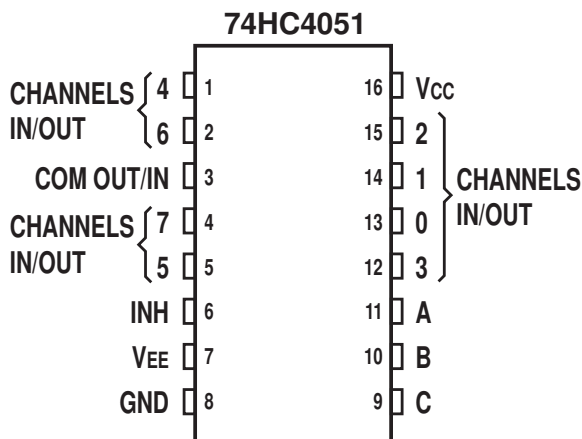 74HC4051
CHANNELS IN/OUT
4 1
6 2
COM OUT/IN 3
CHANNELS IN/OUT
7 4
5 5
INH 6
VEE 7
GND 8
16 VCC
15 2
14 1
13 0
12 3
CHANNELS IN/OUT
11 A
10 B
9 C